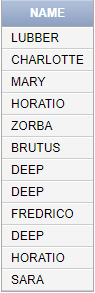 NAME
LUBBER
CHARLOTTE
MARY
HORATIO
ZORBA
BRUTUS
DEEP
DEEP
FREDRICO
DEEP
HORATIO
SARA